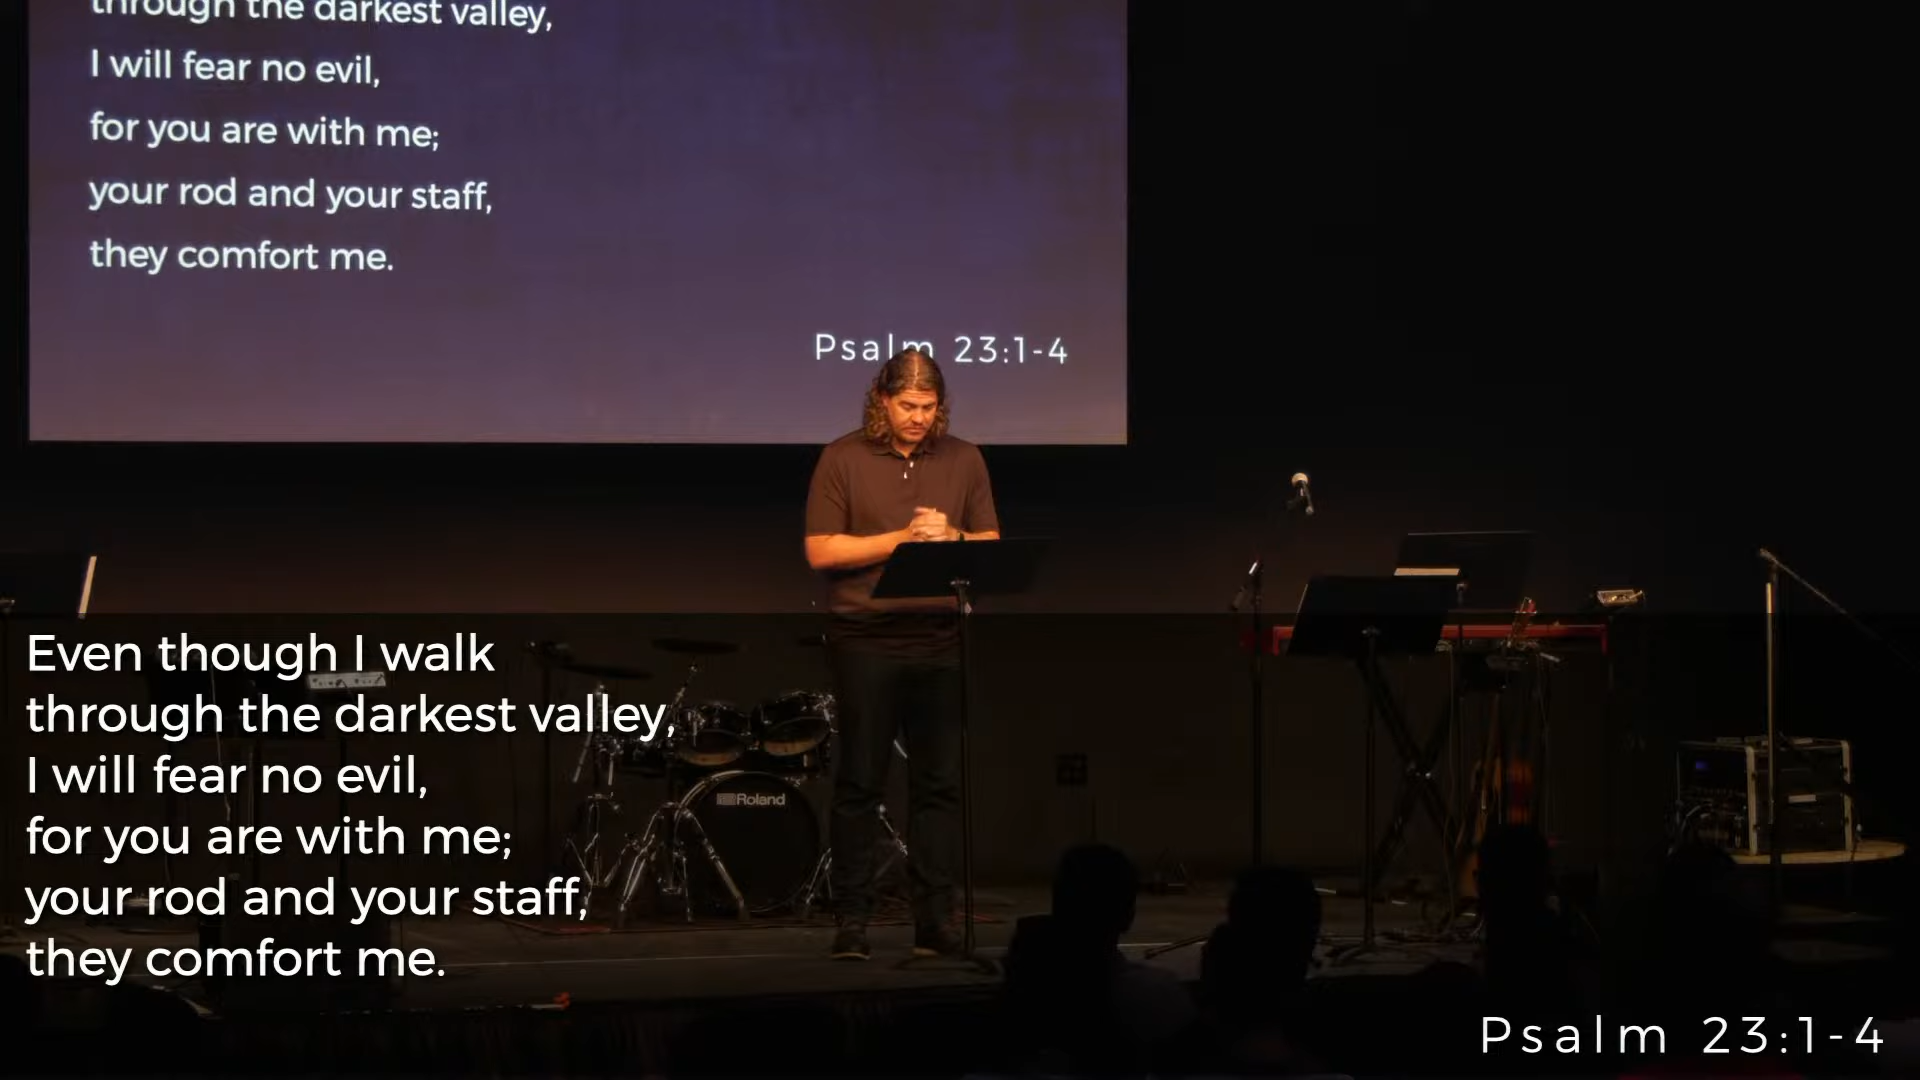 through the darkest valley,
I will fear no evil,
for you are with me;
your rod and your staff,
they comfort me.
Psalm 23:1-4
Even though I walk
through the darkest valley,
I will fear no evil,
for you are with me;
your rod and your staff,
they comfort me.
Roland
Psalm 23:1-4